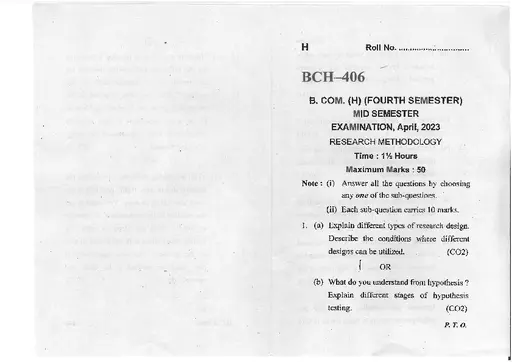 H Roll No. ..............................
BCH–406
B. COM. (H) (FOURTH SEMESTER)
MID SEMESTER
EXAMINATION, April, 2023
RESEARCH METHODOLOGY
Time : 1½ Hours
Maximum Marks : 50
Note : (i) Answer all the questions by choosing
any one of the sub-questions.
(ii) Each sub-question carries 10 marks.
1. (a) Explain different types of research design.
Describe the conditions where different
designs can be utilized. (CO2)
OR
(b) What do you understand from hypothesis ?
Explain different stages of hypothesis
testing. (CO2)
P. T. O.